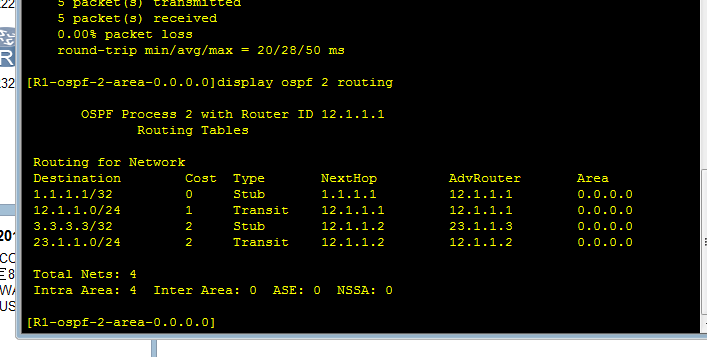 5 packet(s) transmitted
5 packet(s) received
0.00% packet loss
round-trip min/avg/max = 20/28/50 ms
[R1-ospf-2-area-0.0.0.0]display ospf 2 routing
OSPF Process 2 with Router ID 12.1.1.1
Routing Tables
Routing for Network
Destination Cost Type NextHop AdvRouter Area
1.1.1.1/32 0 Stub 1.1.1.1 12.1.1.1 0.0.0.0
12.1.1.0/24 1 Transit 12.1.1.1 12.1.1.1 0.0.0.0
3.3.3.3/32 2 Stub 12.1.1.2 23.1.1.3 0.0.0.0
23.1.1.0/24 2 Transit 12.1.1.2 12.1.1.2 0.0.0.0
Total Nets: 4
Intra Area: 4 Inter Area: 0 ASE: 0 NSSA: 0
[R1-ospf-2-area-0.0.0.0]